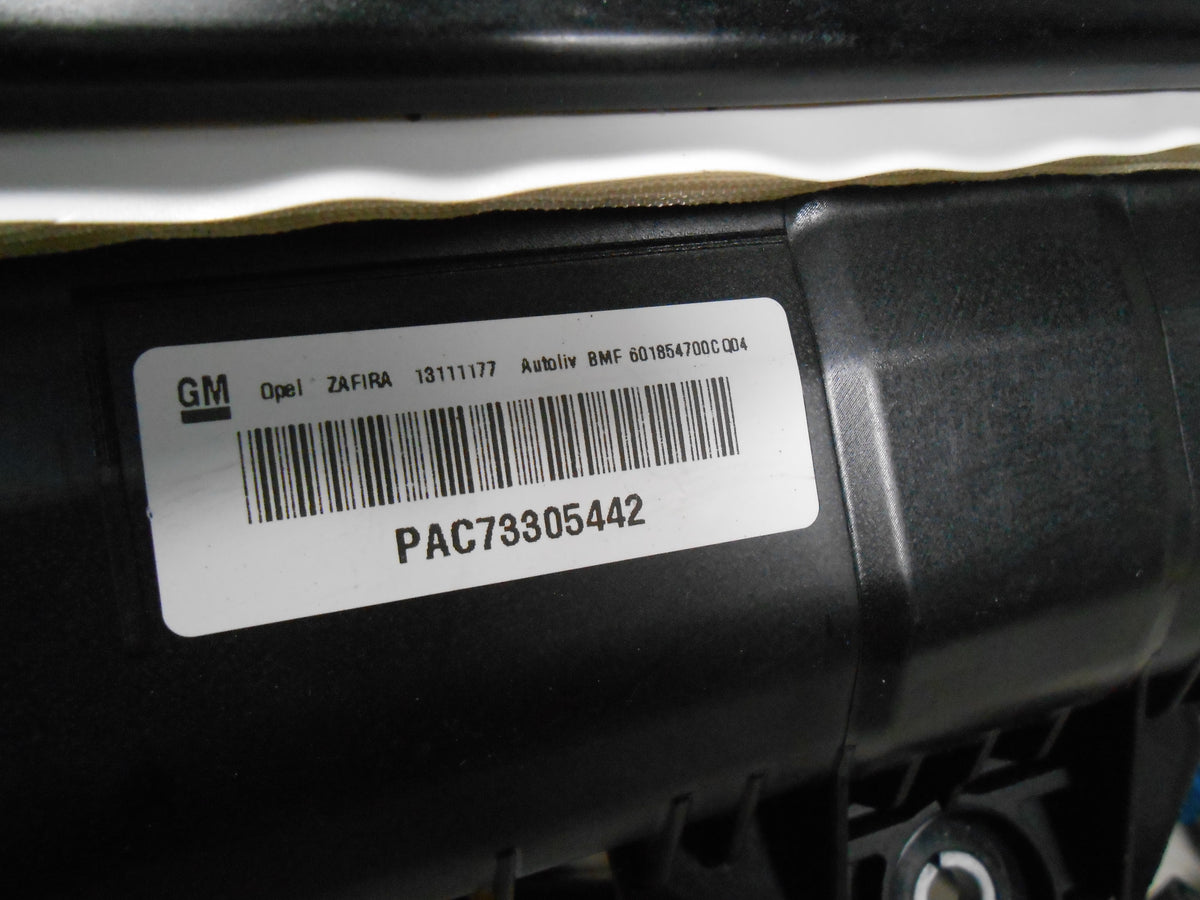 GM Opel ZAFIRA 13111177 Autoliv BMF 601854700C Q04
PAC73305442